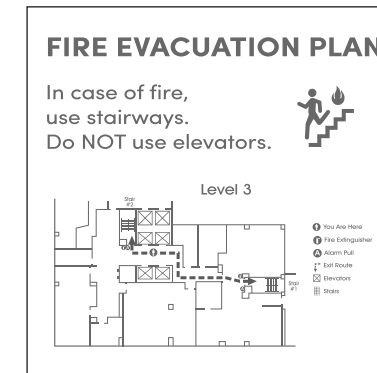 FIRE EVACUATION PLAN
In case of fire,
use stairways.
Do NOT use elevators.
Level 3
Stair
#2
Stair
#1
You Are Here
Fire Extinguisher
A Alarm Pull
Exit Route
Elevators
Stairs